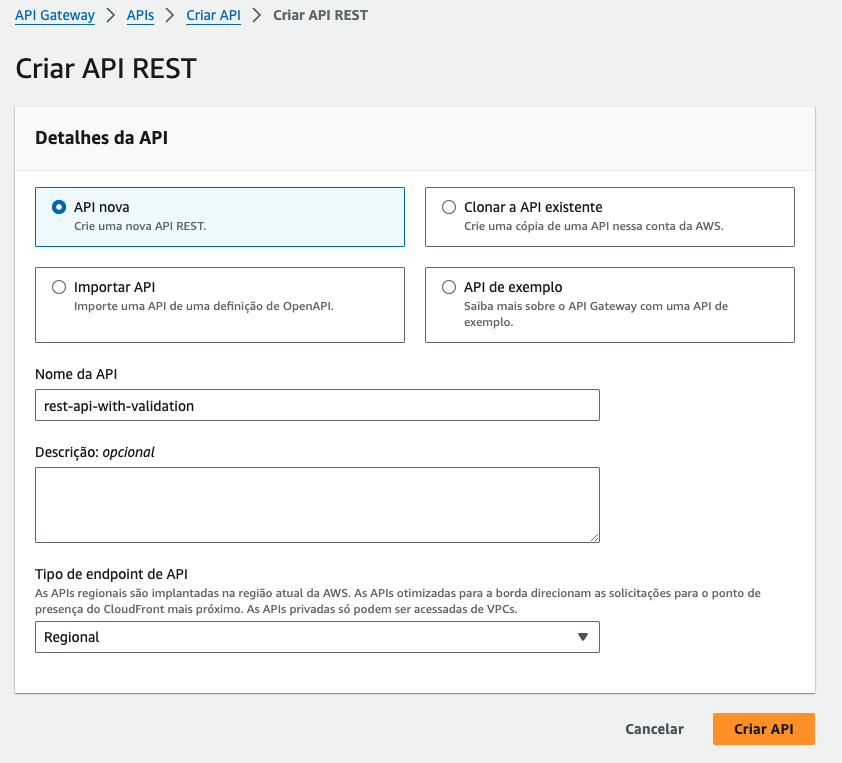 API Gateway > APIs > Criar API > Criar API REST
Criar API REST
Detalhes da API
API nova
Crie uma nova API REST.
Clonar a API existente
Crie uma cópia de uma API nessa conta da AWS.
Importar API
Importe uma API de uma definição de OpenAPI.
API de exemplo
Saiba mais sobre o API Gateway com uma API de
exemplo.
Nome da API
rest-api-with-validation
Descrição: opcional
Tipo de endpoint de API
As APIs regionais são implantadas na região atual da AWS. As APIs otimizadas para a borda direcionam as solicitações para o ponto de
presença do CloudFront mais próximo. As APIs privadas só podem ser acessadas de VPCs.
Regional
Cancelar
Criar API